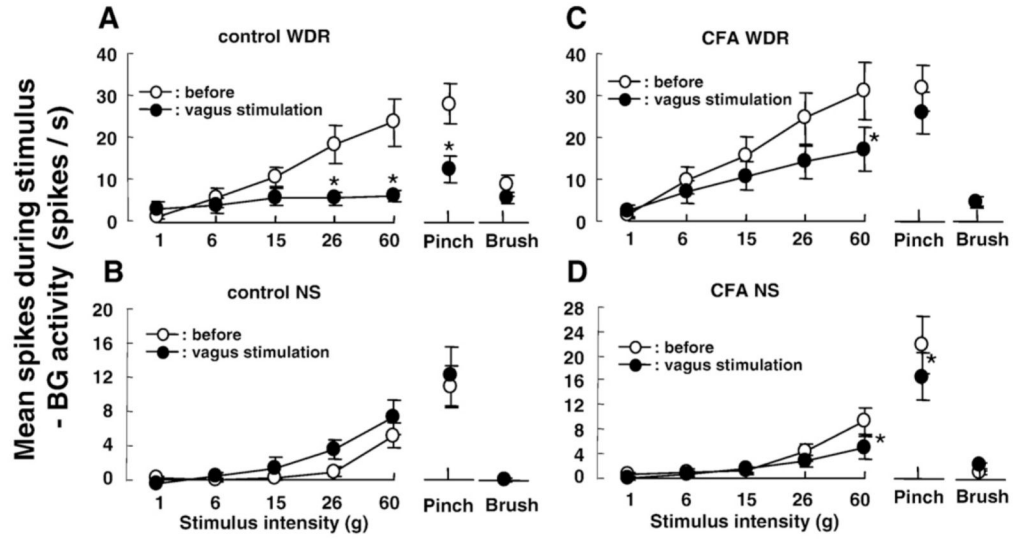 Mean spikes during stimulus
- BG activity (spikes / s)
A
control WDR
40
30
20
10
0
: before
: vagus stimulation
*
*
*
1 6 15 26 60 Pinch Brush
C
CFA WDR
40
30
20
10
0
: before
: vagus stimulation
*
1 6 15 26 60 Pinch Brush
B
control NS
20
16
12
8
4
0
: before
: vagus stimulation
1 6 15 26 60 Pinch Brush
Stimulus intensity (g)
D
CFA NS
28
24
20
16
12
8
4
0
: before
: vagus stimulation
*
*
1 6 15 26 60 Pinch Brush
Stimulus intensity (g)